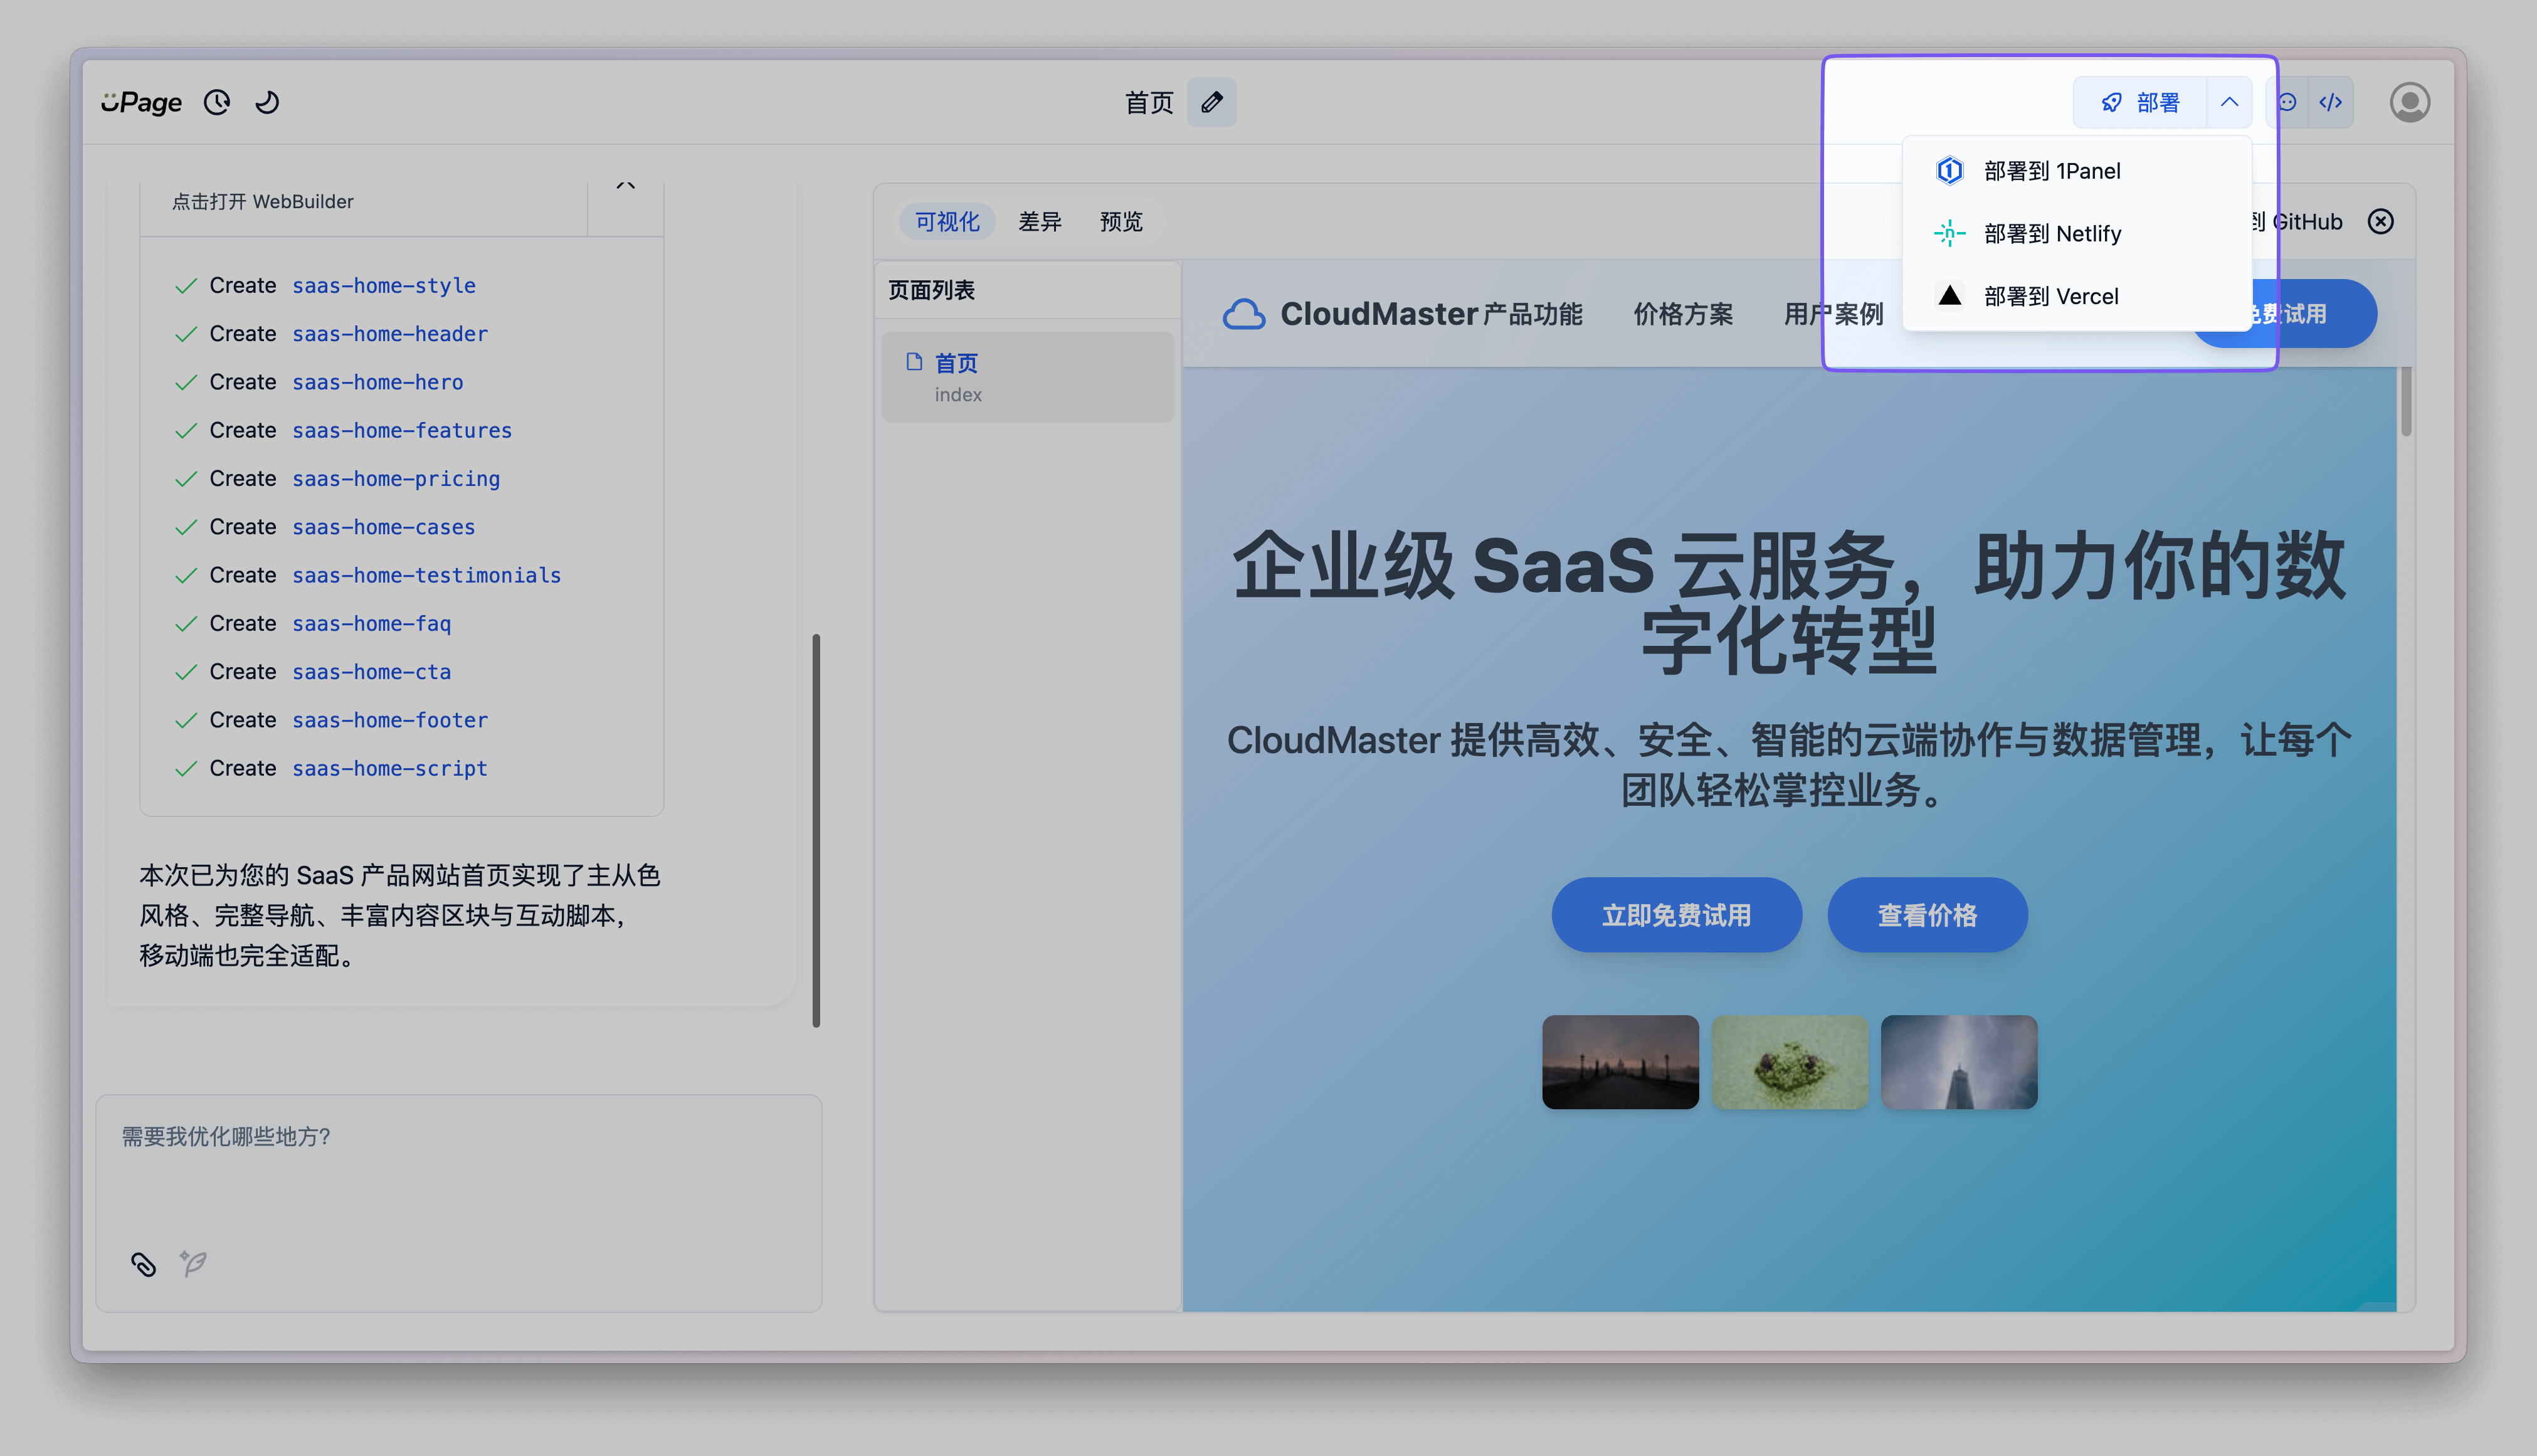 uPage
首页
部署
部署到 1Panel
部署到 Netlify
部署到 Vercel
点击打开 WebBuilder
Create saas-home-style
Create saas-home-header
Create saas-home-hero
Create saas-home-features
Create saas-home-pricing
Create saas-home-cases
Create saas-home-testimonials
Create saas-home-faq
Create saas-home-cta
Create saas-home-footer
Create saas-home-script
本次已为您的 SaaS 产品网站首页实现了主从色
风格、完整导航、丰富内容区块与互动脚本，
移动端也完全适配。
需要我优化哪些地方?
可视化 差异 预览
到 GitHub
页面列表
首页
index
CloudMaster 产品功能 价格方案 用户案例
免费试用
企业级 SaaS 云服务，助力你的数
字化转型
CloudMaster 提供高效、安全、智能的云端协作与数据管理，让每个
团队轻松掌控业务。
立即免费试用 查看价格